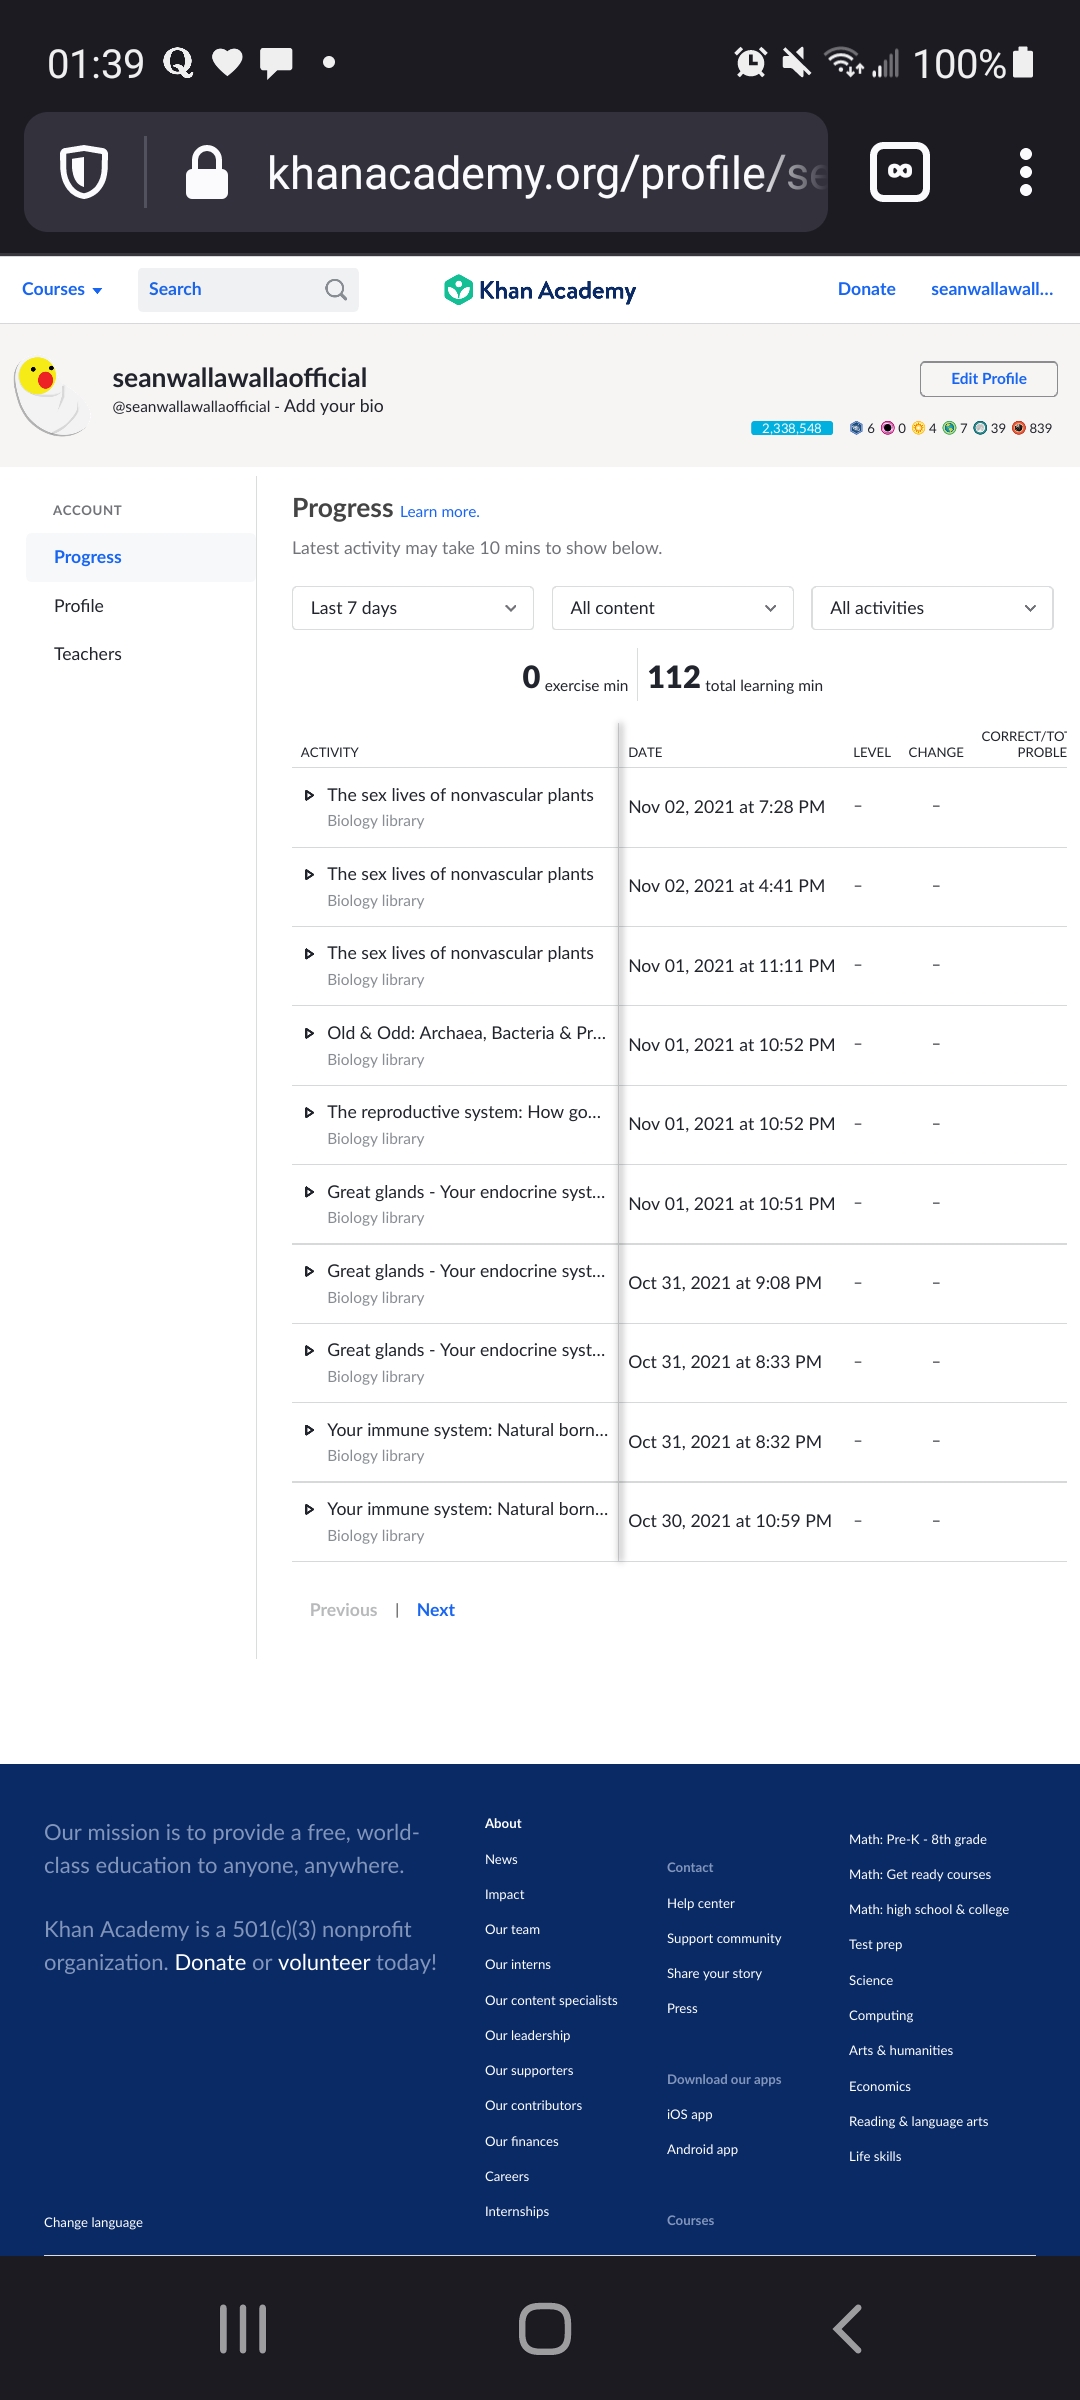 01:39
100%
khanacademy.org/profile/se
∞
Courses
Search
Khan Academy
Donate
seanwallawall...
seanwallawallaofficial
@seanwallawallaofficial - Add your bio
Edit Profile
2,338,548 6 0 4 7 39 839
ACCOUNT
Progress
Profile
Teachers
Progress Learn more.
Latest activity may take 10 mins to show below.
Last 7 days
All content
All activities
0 exercise min
112 total learning min
ACTIVITY DATE LEVEL CHANGE CORRECT/TOT
PROBLE
The sex lives of nonvascular plants
Biology library
Nov 02, 2021 at 7:28 PM – –
The sex lives of nonvascular plants
Biology library
Nov 02, 2021 at 4:41 PM – –
The sex lives of nonvascular plants
Biology library
Nov 01, 2021 at 11:11 PM – –
Old & Odd: Archaea, Bacteria & Pr...
Biology library
Nov 01, 2021 at 10:52 PM – –
The reproductive system: How go...
Biology library
Nov 01, 2021 at 10:52 PM – –
Great glands - Your endocrine syst...
Biology library
Nov 01, 2021 at 10:51 PM – –
Great glands - Your endocrine syst...
Biology library
Oct 31, 2021 at 9:08 PM – –
Great glands - Your endocrine syst...
Biology library
Oct 31, 2021 at 8:33 PM – –
Your immune system: Natural born...
Biology library
Oct 31, 2021 at 8:32 PM – –
Your immune system: Natural born...
Biology library
Oct 30, 2021 at 10:59 PM – –
Previous | Next
Our mission is to provide a free, world-
class education to anyone, anywhere.
Khan Academy is a 501(c)(3) nonprofit
organization. Donate or volunteer today!
Change language
About
News
Impact
Our team
Our interns
Our content specialists
Our leadership
Our supporters
Our contributors
Our finances
Careers
Internships
Contact
Help center
Support community
Share your story
Press
Download our apps
iOS app
Android app
Courses
Math: Pre-K - 8th grade
Math: Get ready courses
Math: high school & college
Test prep
Science
Computing
Arts & humanities
Economics
Reading & language arts
Life skills